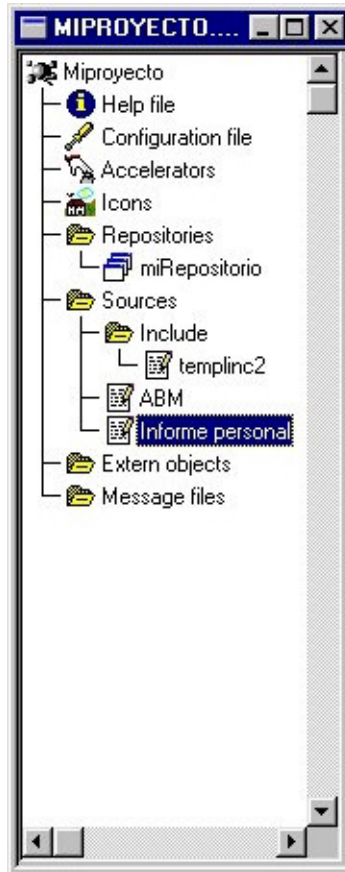 MIPROYECTO....
Miproyecto
Help file
Configuration file
Accelerators
Icons
Repositories
miRepositorio
Sources
Include
templinc2
ABM
Informe personal
Extern objects
Message files